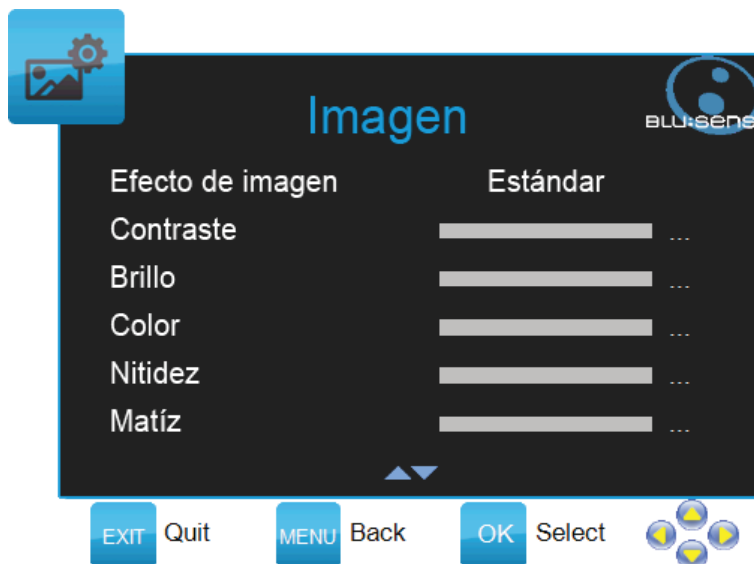 Imagen
BLU:SENS
Efecto de imagen Estándar
Contraste ...
Brillo ...
Color ...
Nitidez ...
Matíz ...
EXIT Quit MENU Back OK Select